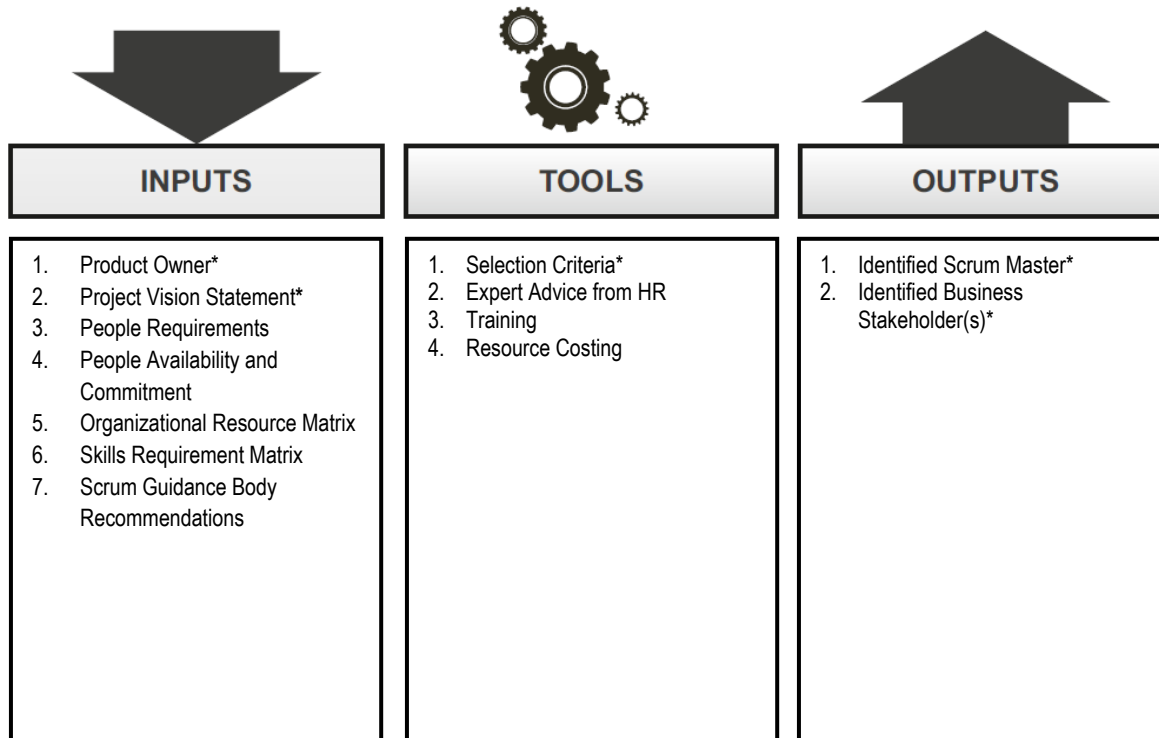 INPUTS
1. Product Owner*
2. Project Vision Statement*
3. People Requirements
4. People Availability and
Commitment
5. Organizational Resource Matrix
6. Skills Requirement Matrix
7. Scrum Guidance Body
Recommendations
TOOLS
1. Selection Criteria*
2. Expert Advice from HR
3. Training
4. Resource Costing
OUTPUTS
1. Identified Scrum Master*
2. Identified Business
Stakeholder(s)*